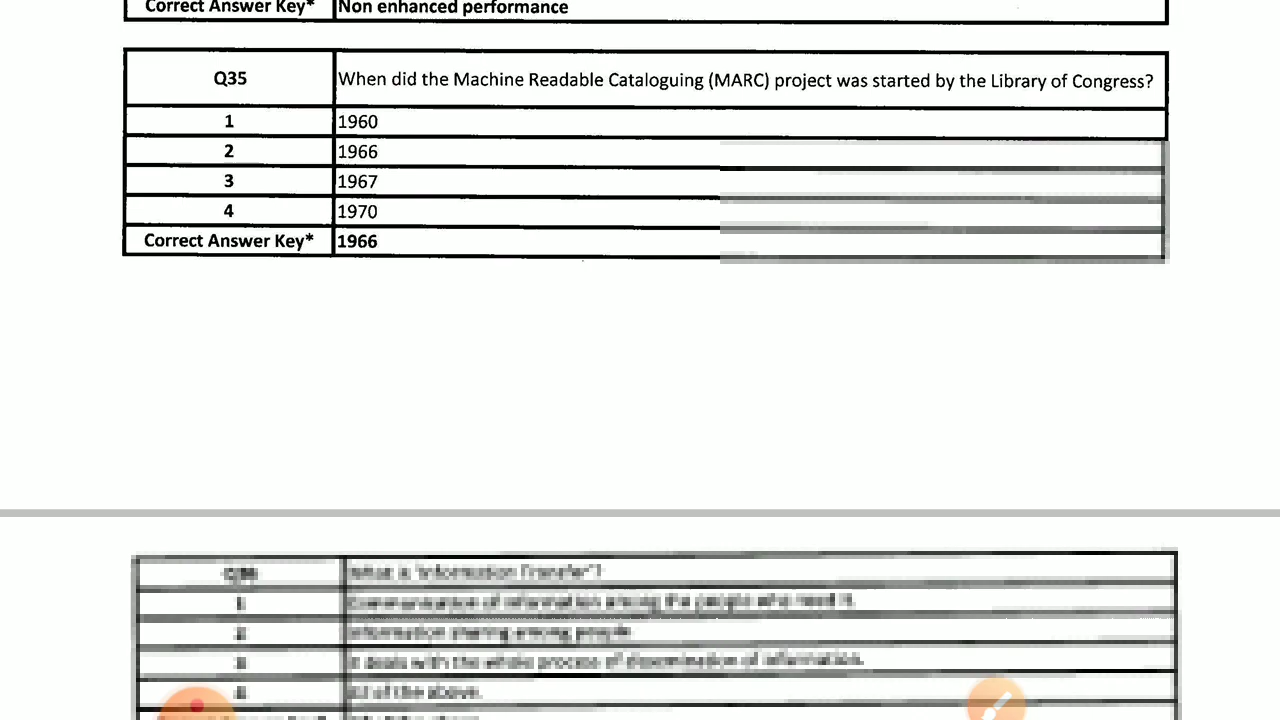 Correct Answer Key* Non enhanced performance
Q35 When did the Machine Readable Cataloguing (MARC) project was started by the Library of Congress?
1 1960
2 1966
3 1967
4 1970
Correct Answer Key* 1966
What is "Information Transfer"?
1 Communication of information among the people who need it.
2 Information sharing among people.
3 It deals with the whole process of dissemination of information.
All of the above.